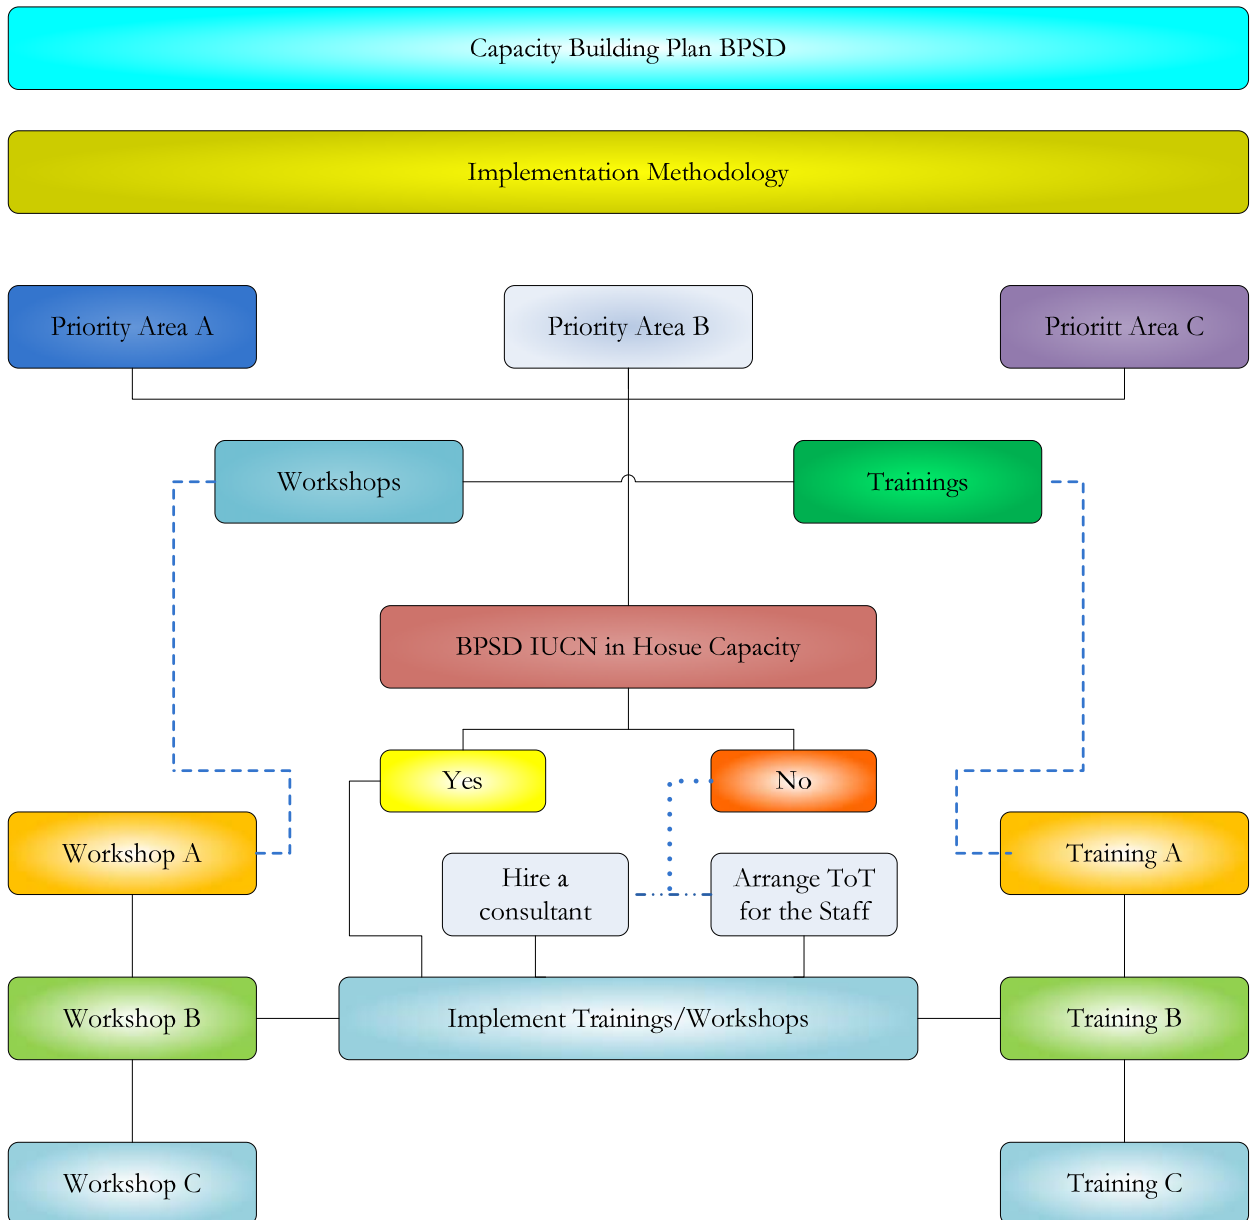 Capacity Building Plan BPSD
Implementation Methodology
Priority Area A
Priority Area B
Prioritt Area C
Workshops
Trainings
BPSD IUCN in Hosue Capacity
Yes
No
Workshop A
Hire a
consultant
Arrange ToT
for the Staff
Training A
Workshop B
Implement Trainings/Workshops
Training B
Workshop C
Training C